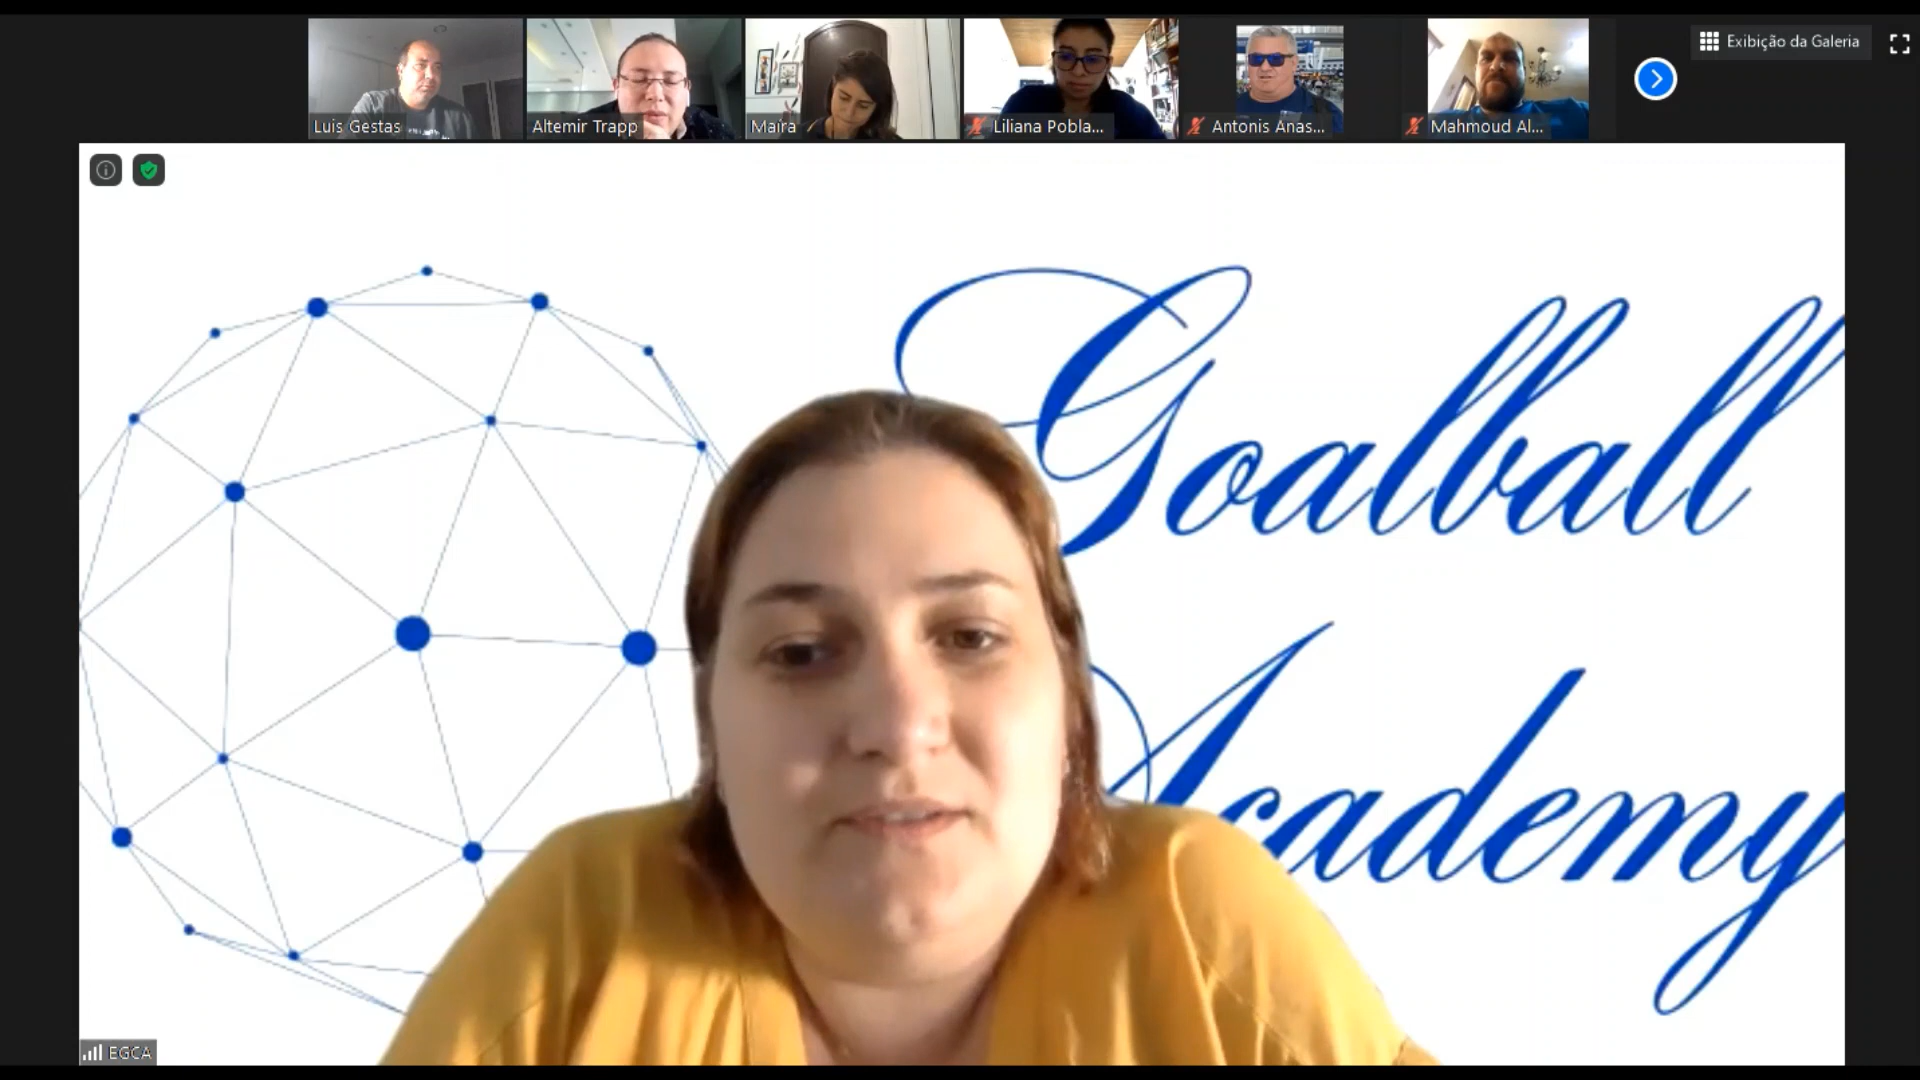 Exibição da Galeria
Luis Gestas
Altemir Trapp
Maira
Liliana Pobla...
Antonis Anas...
Mahmoud Al...
Goalball
Academy
EGCA